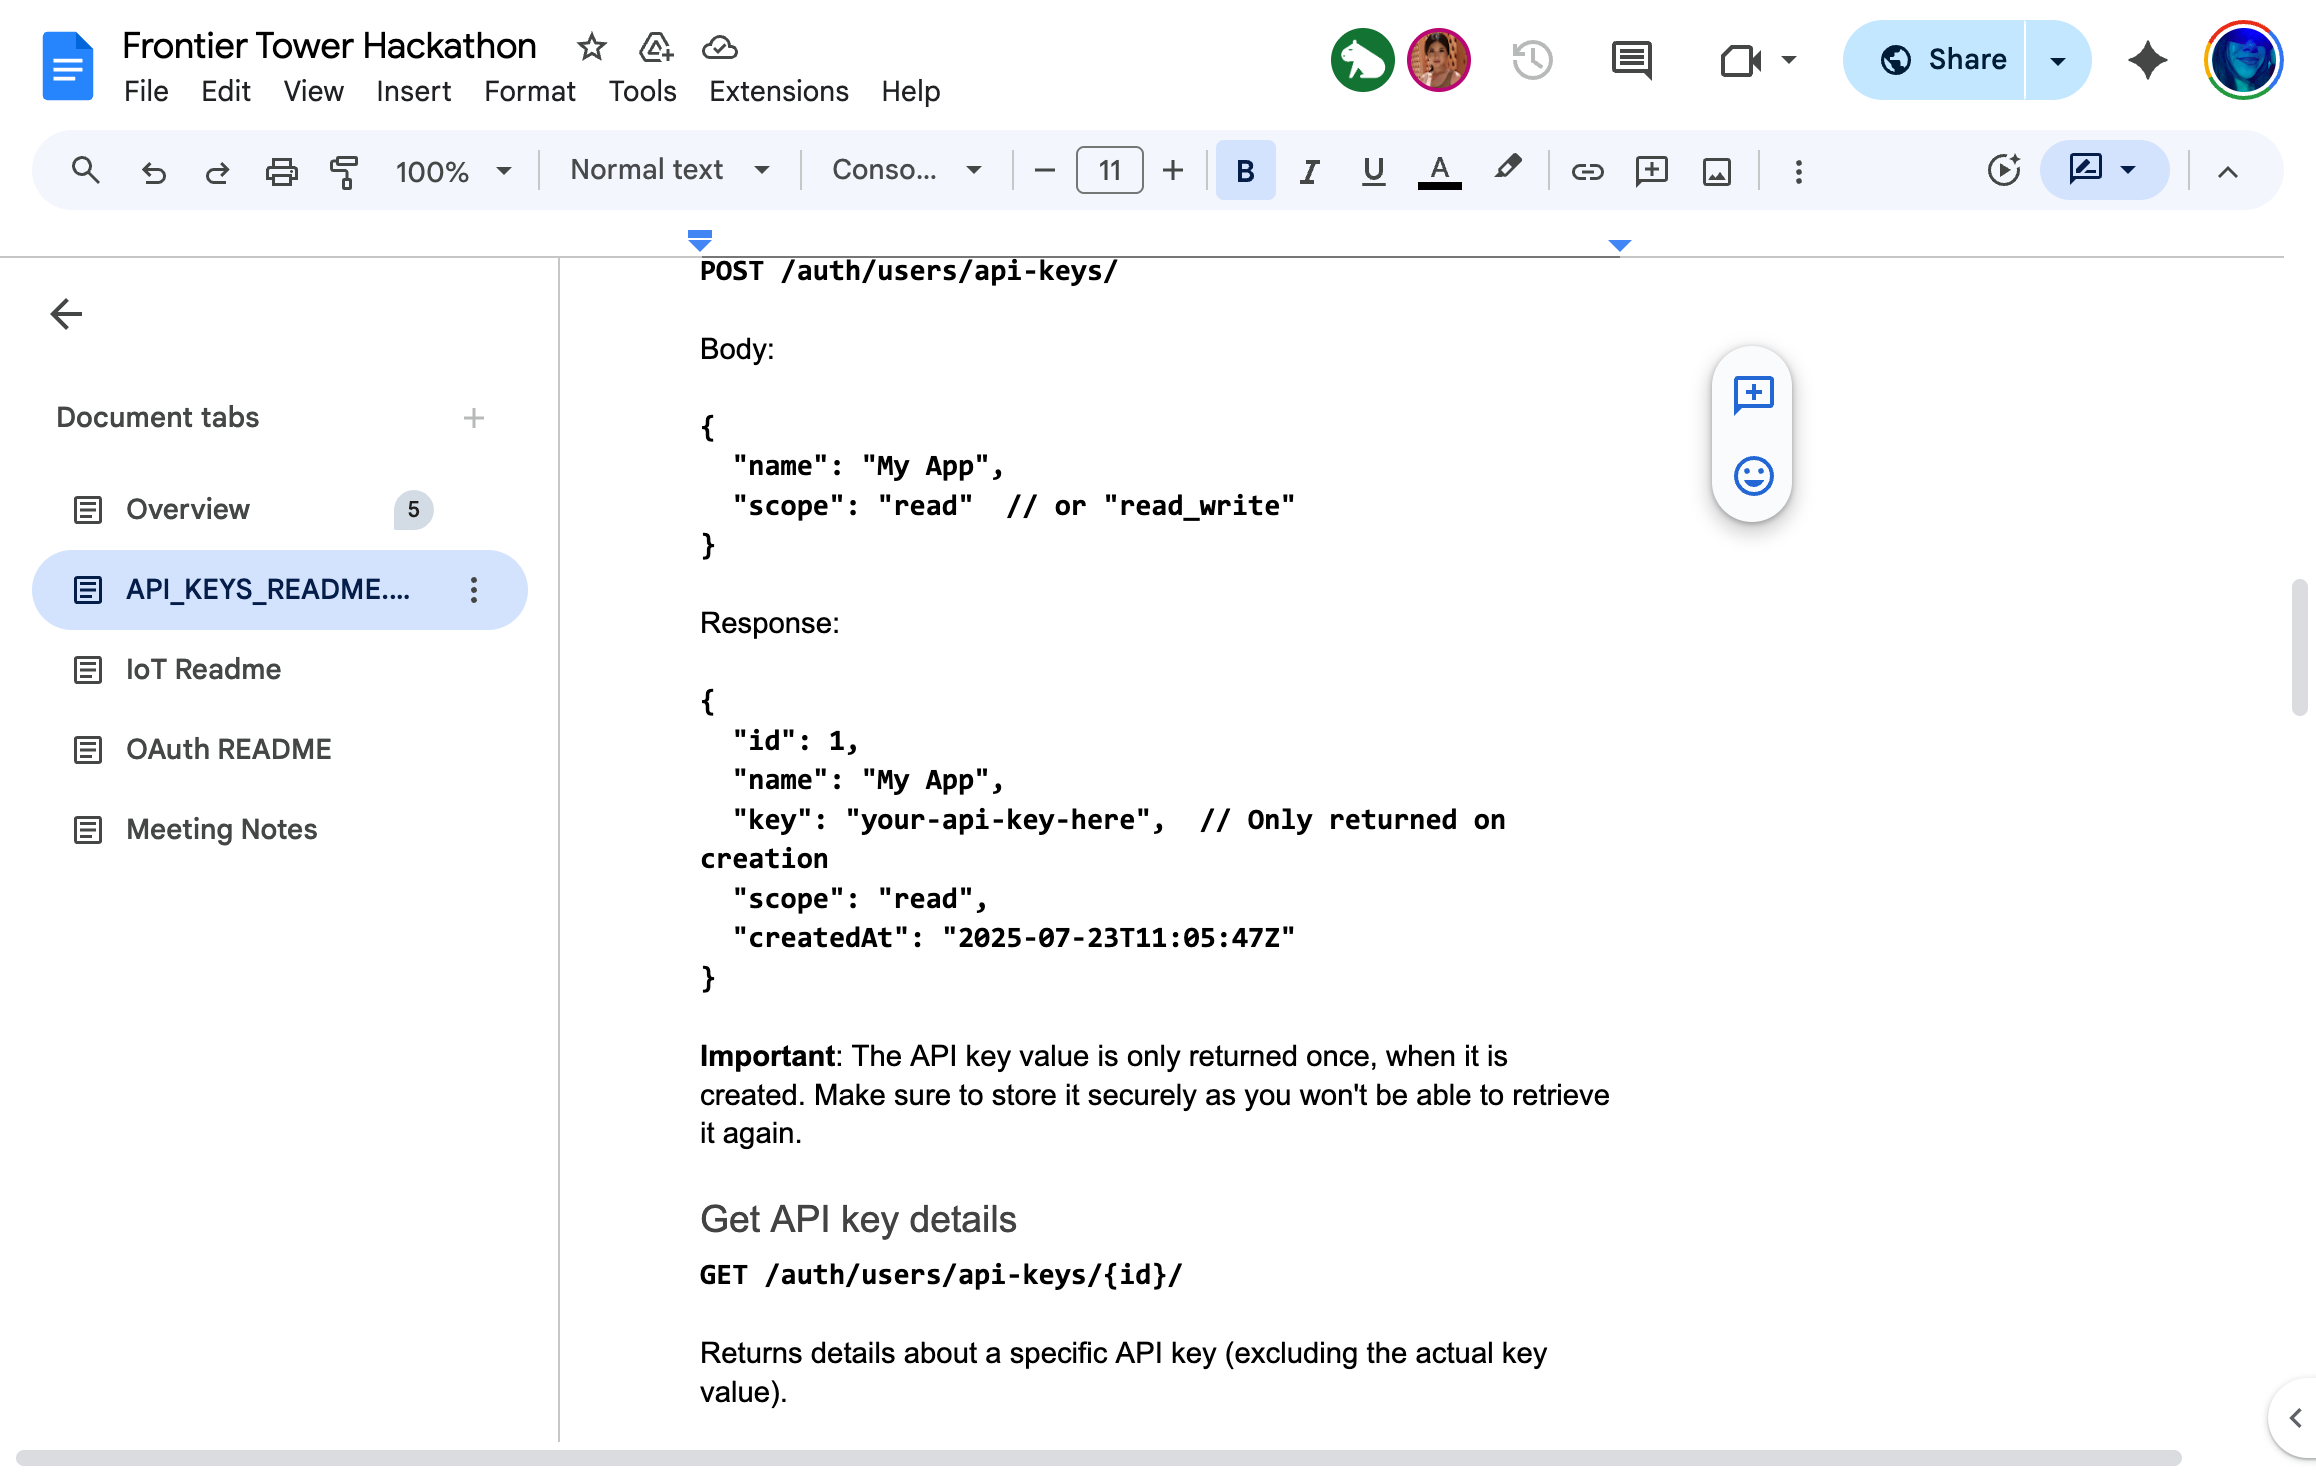 Frontier Tower Hackathon
File Edit View Insert Format Tools Extensions Help
Share
100% Normal text Conso... 11 B I U A
POST /auth/users/api-keys/
Document tabs
Overview 5
API_KEYS_README....
IoT Readme
OAuth README
Meeting Notes
Body:
{
"name": "My App",
"scope": "read" // or "read_write"
}
Response:
{
"id": 1,
"name": "My App",
"key": "your-api-key-here", // Only returned on
creation
"scope": "read",
"createdAt": "2025-07-23T11:05:47Z"
}
Important: The API key value is only returned once, when it is
created. Make sure to store it securely as you won't be able to retrieve
it again.
Get API key details
GET /auth/users/api-keys/{id}/
Returns details about a specific API key (excluding the actual key
value).